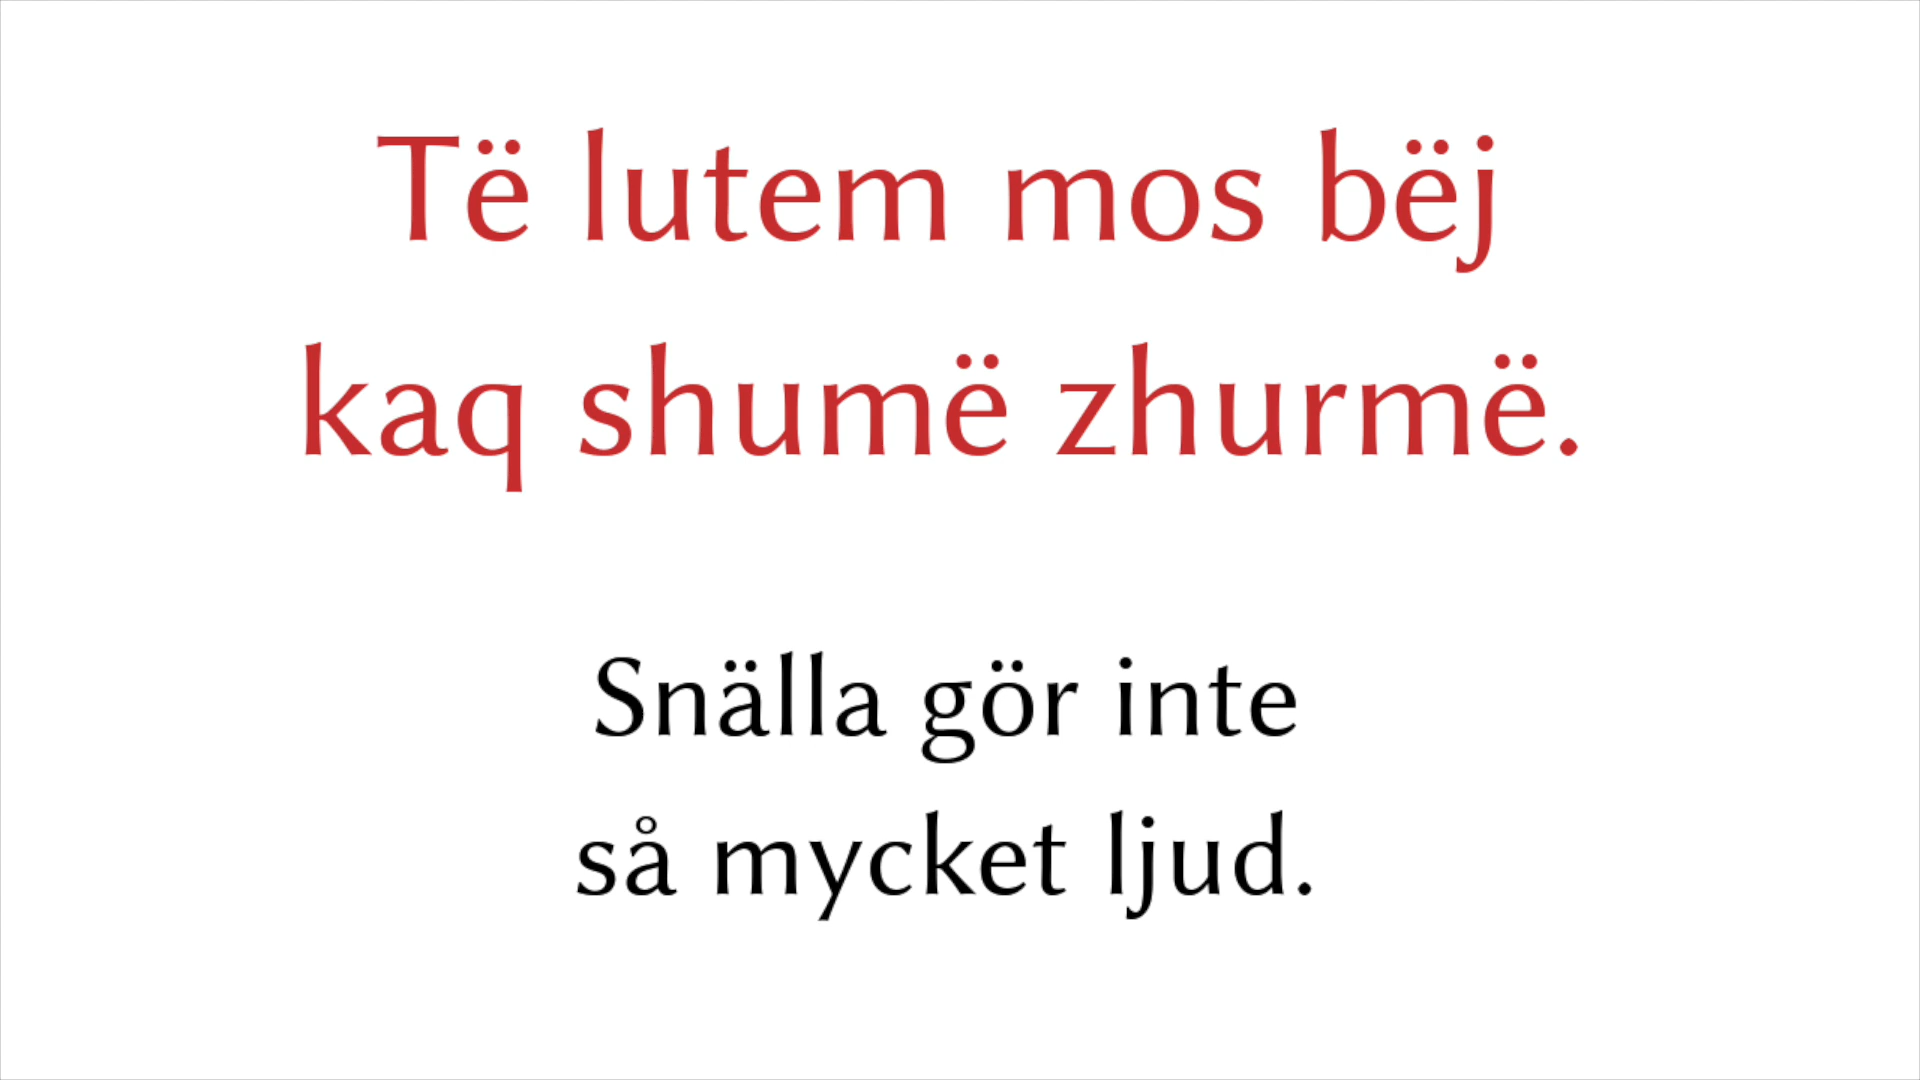 Të lutem mos bëj
kaq shumë zhurmë.
Snälla gör inte
så mycket ljud.